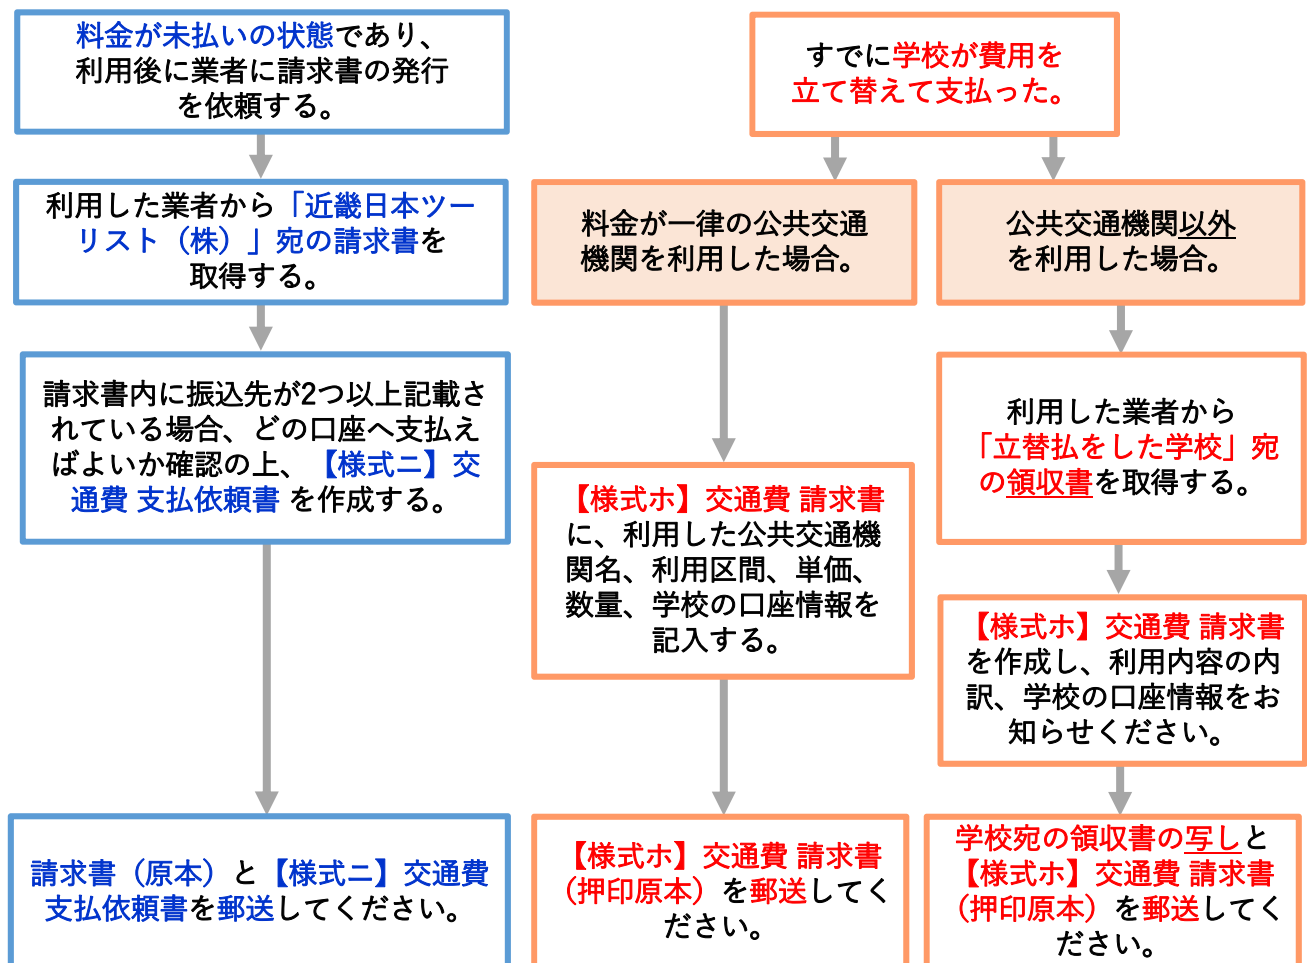 料金が未払いの状態であり、
利用後に業者に請求書の発行
を依頼する。
利用した業者から「近畿日本ツー
リスト（株）」宛の請求書を
取得する。
請求書内に振込先が2つ以上記載さ
れている場合、どの口座へ支払え
ばよいか確認の上、【様式ニ】交
通費 支払依頼書 を作成する。
請求書（原本）と【様式ニ】交通費
支払依頼書を郵送してください。
すでに学校が費用を
立て替えて支払った。
料金が一律の公共交通
機関を利用した場合。
【様式ホ】交通費 請求書
に、利用した公共交通機
関名、利用区間、単価、
数量、学校の口座情報を
記入する。
【様式ホ】交通費 請求書
（押印原本）を郵送してく
ださい。
公共交通機関以外
を利用した場合。
利用した業者から
「立替払をした学校」宛
の領収書を取得する。
【様式ホ】交通費 請求書
を作成し、利用内容の内
訳、学校の口座情報をお
知らせください。
学校宛の領収書の写しと
【様式ホ】交通費 請求書
（押印原本）を郵送してく
ださい。